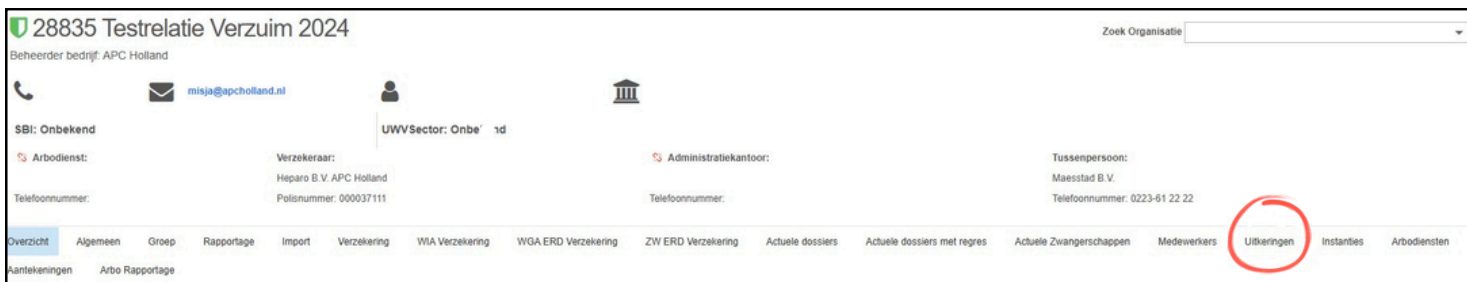 28835 Testrelatie Verzuim 2024
Zoek Organisatie
Beheerder bedrijf: APC Holland
misja@apcholland.nl
SBI: Onbekend UWVSector:
Arbodienst: Verzekeraar: Administratiekantoor: Tussenpersoon:
Heparo B.V. APC Holland Maesstad B.V.
Telefoonnummer: Polisnummer: 000037111 Telefoonnummer: Telefoonnummer: 0223-61 22 22
Overzicht Algemeen Groep Rapportage Import Verzekering WIA Verzekering WGA ERD Verzekering ZW ERD Verzekering Actuele dossiers Actuele dossiers met regres Actuele Zwangerschappen Medewerkers Uitkeringen Instanties Arbodiensten
Aantekeningen Arbo Rapportage